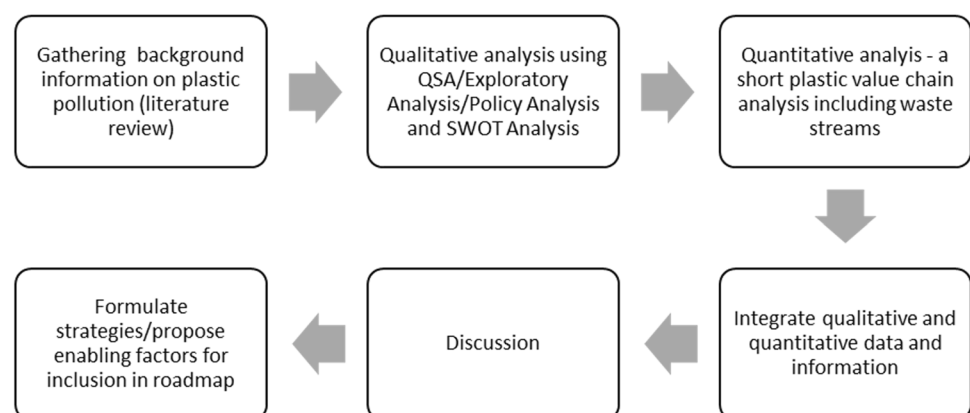 Gathering background
information on plastic
pollution (literature
review)
Qualitative analysis using
QSA/Exploratory
Analysis/Policy Analysis
and SWOT Analysis
Quantitative analyis - a
short plastic value chain
analysis including waste
streams
Integrate qualitative and
quantitative data and
information
Discussion
Formulate
strategies/propose
enabling factors for
inclusion in roadmap